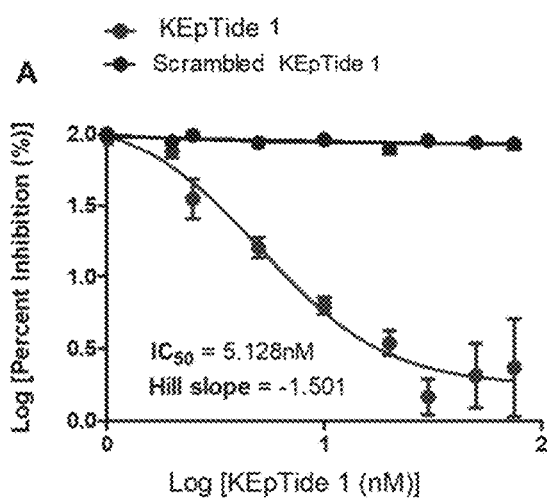 KEpTide 1
Scrambled KEpTide 1
A
Log [Percent Inhibition (%)]
2.0
1.5
1.0
0.5
0.0
IC50 = 5.128nM
Hill slope = -1.501
0
1
2
Log [KEpTide 1 (nM)]